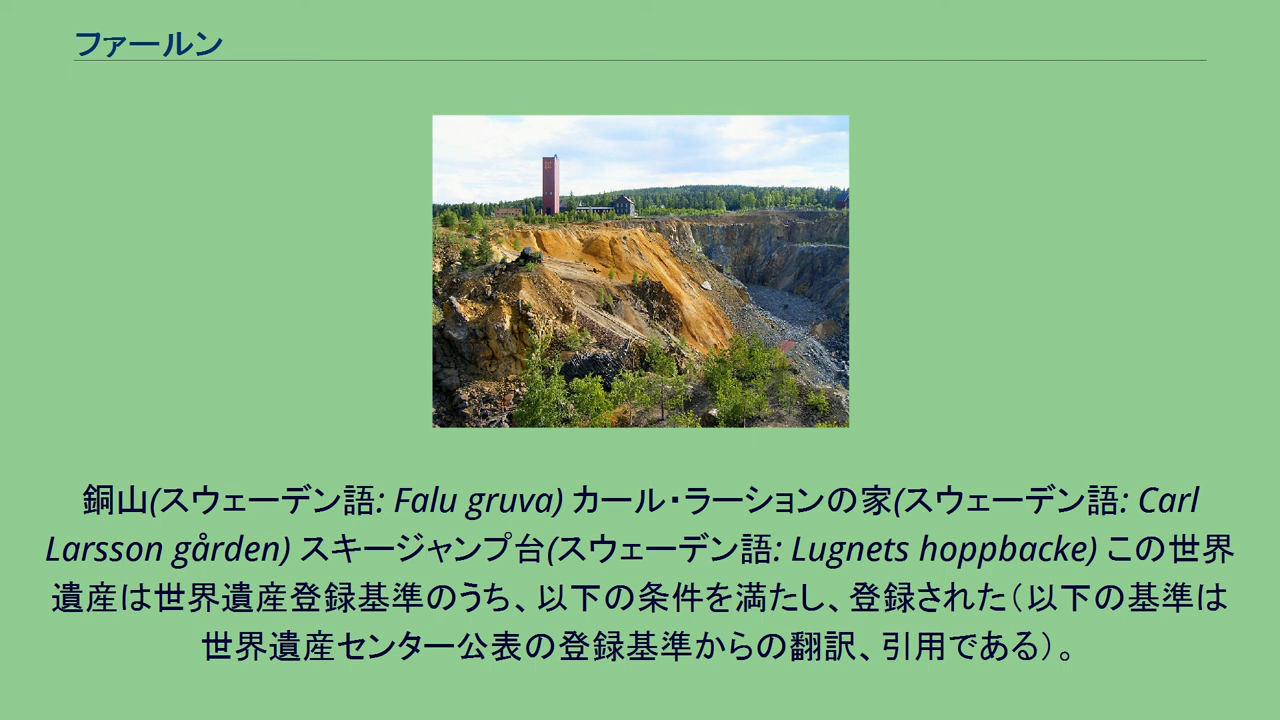 ファールン
銅山(スウェーデン語: Falu gruva) カール・ラーションの家(スウェーデン語: Carl
Larsson gården) スキージャンプ台(スウェーデン語: Lugnets hoppbacke) この世界
遺産は世界遺産登録基準のうち、以下の条件を満たし、登録された（以下の基準は
世界遺産センター公表の登録基準からの翻訳、引用である）。